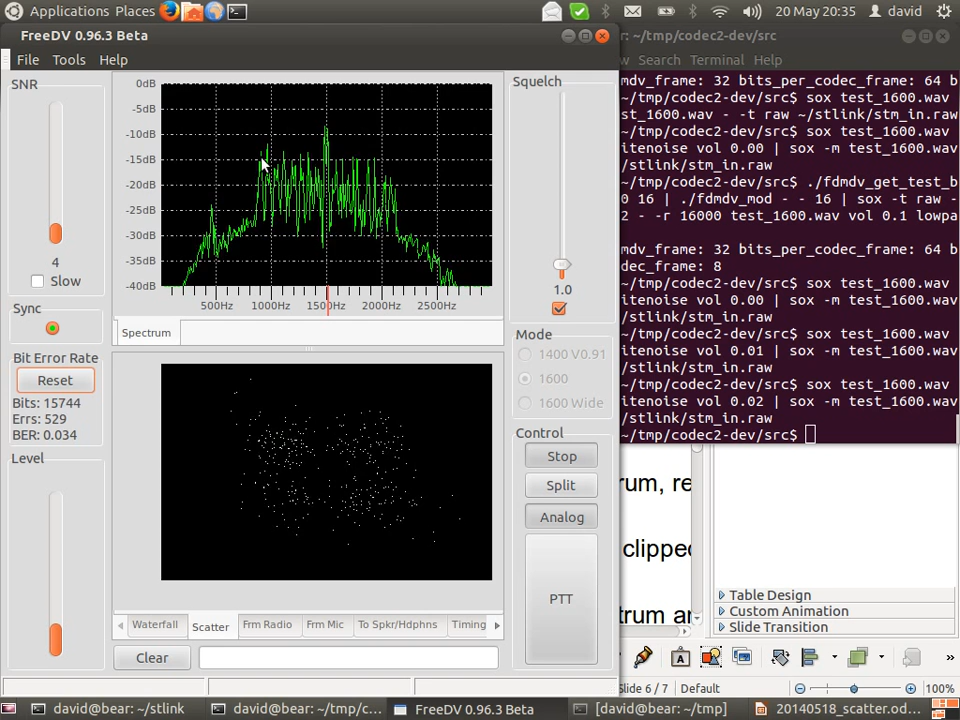 Applications Places
20 May 20:35
david
FreeDV 0.96.3 Beta
: ~/tmp/codec2-dev/src
File Tools Help
Search Terminal Help
SNR
4
Slow
Sync
Bit Error Rate
Reset
Bits: 15744
Errs: 529
BER: 0.034
Level
0dB
-5dB
-10dB
-15dB
-20dB
-25dB
-30dB
-35dB
-40dB
500Hz 1000Hz 1500Hz 2000Hz 2500Hz
Spectrum
Waterfall Scatter Frm Radio Frm Mic To Spkr/Hdphns Timing
Clear
Squelch
1.0
Mode
1400 V0.91
1600
1600 Wide
Control
Stop
Split
Analog
PTT
mdv_frame: 32 bits_per_codec_frame: 64 b
~/tmp/codec2-dev/src$ sox test_1600.wav
st_1600.wav - -t raw ~/stlink/stm_in.raw
~/tmp/codec2-dev/src$ sox test_1600.wav
itenoise vol 0.00 | sox -m test_1600.wav
/stlink/stm_in.raw
~/tmp/codec2-dev/src$ ./fdmdv_get_test_b
0 16 | ./fdmdv_mod - - 16 | sox -t raw -
2 - -r 16000 test_1600.wav vol 0.1 lowpa
mdv_frame: 32 bits_per_codec_frame: 64 b
dec_frame: 8
~/tmp/codec2-dev/src$ sox test_1600.wav
itenoise vol 0.00 | sox -m test_1600.wav
/stlink/stm_in.raw
~/tmp/codec2-dev/src$ sox test_1600.wav
itenoise vol 0.01 | sox -m test_1600.wav
/stlink/stm_in.raw
~/tmp/codec2-dev/src$ sox test_1600.wav
itenoise vol 0.02 | sox -m test_1600.wav
/stlink/stm_in.raw
~/tmp/codec2-dev/src$
rum, re
clipped
trum ar
Table Design
Custom Animation
Slide Transition
Slide 6 / 7 Default 100%
david@bear: ~/stlink
david@bear: ~/tmp/c...
FreeDV 0.96.3 Beta
[david@bear: ~/tmp]
20140518_scatter.od...